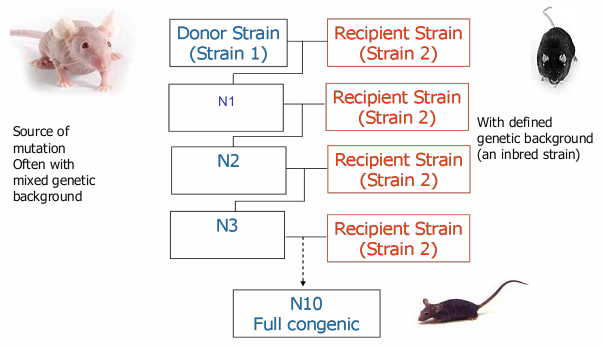 Donor Strain
(Strain 1)
Recipient Strain
(Strain 2)
N1
Recipient Strain
(Strain 2)
Source of
mutation
Often with
mixed genetic
background
With defined
genetic background
(an inbred strain)
N2
Recipient Strain
(Strain 2)
N3
Recipient Strain
(Strain 2)
N10
Full congenic